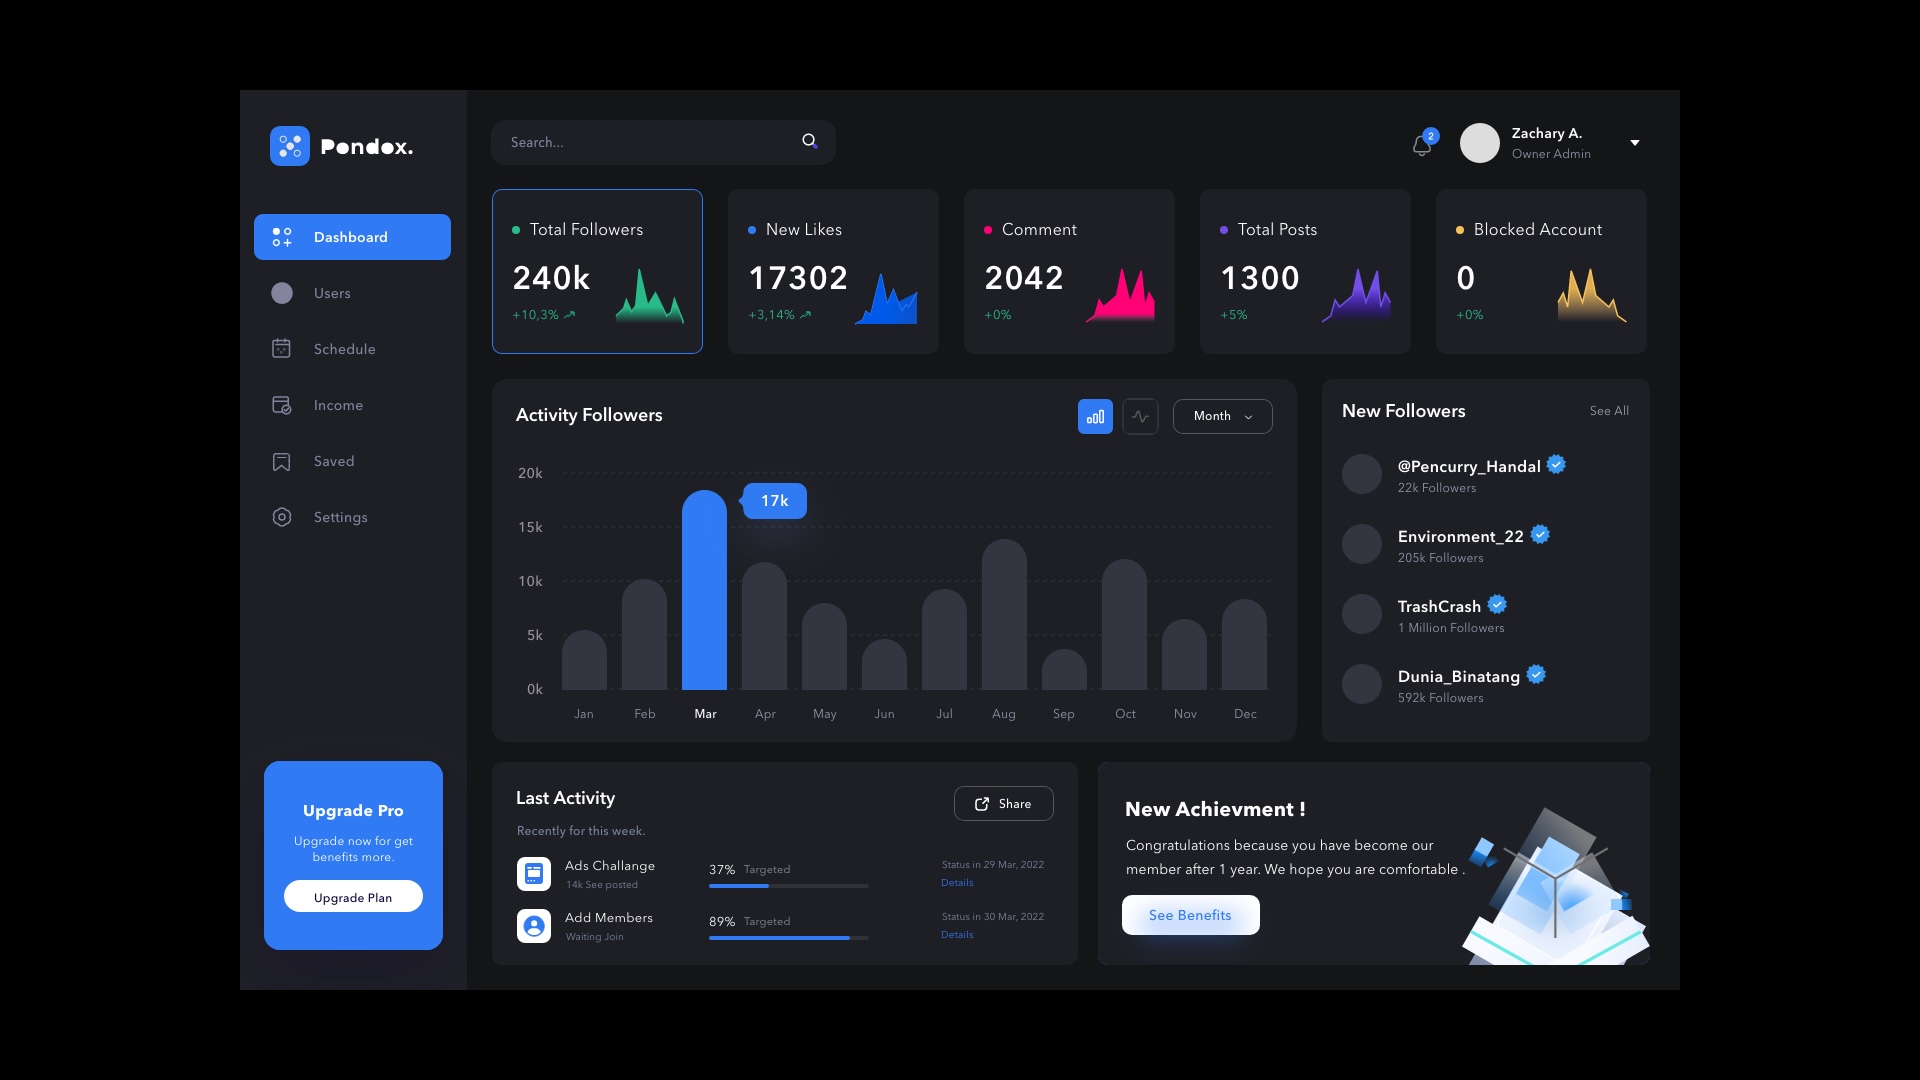 Pondox.
Search...
2
Zachary A.
Owner Admin
Dashboard
Users
Schedule
Income
Saved
Settings
Upgrade Pro
Upgrade now for get
benefits more.
Upgrade Plan
Total Followers
240k
+10,3%
New Likes
17302
+3,14%
Comment
2042
+0%
Total Posts
1300
+5%
Blocked Account
0
+0%
Activity Followers
Month
20k
15k
10k
5k
0k
17k
Jan Feb Mar Apr May Jun Jul Aug Sep Oct Nov Dec
New Followers
See All
@Pencurry_Handal
22k Followers
Environment_22
205k Followers
TrashCrash
1 Million Followers
Dunia_Binatang
592k Followers
Last Activity
Recently for this week.
Share
Ads Challange
14k See posted
37% Targeted
Status in 29 Mar, 2022
Details
Add Members
Waiting Join
89% Targeted
Status in 30 Mar, 2022
Details
New Achievment !
Congratulations because you have become our
member after 1 year. We hope you are comfortable .
See Benefits